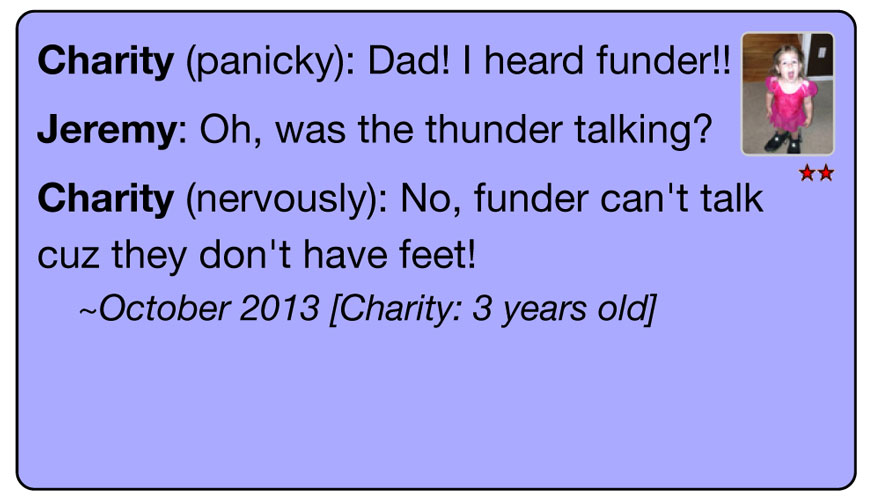 Charity (panicky): Dad! I heard funder!!
Jeremy: Oh, was the thunder talking?
Charity (nervously): No, funder can't talk
cuz they don't have feet!
~October 2013 [Charity: 3 years old]